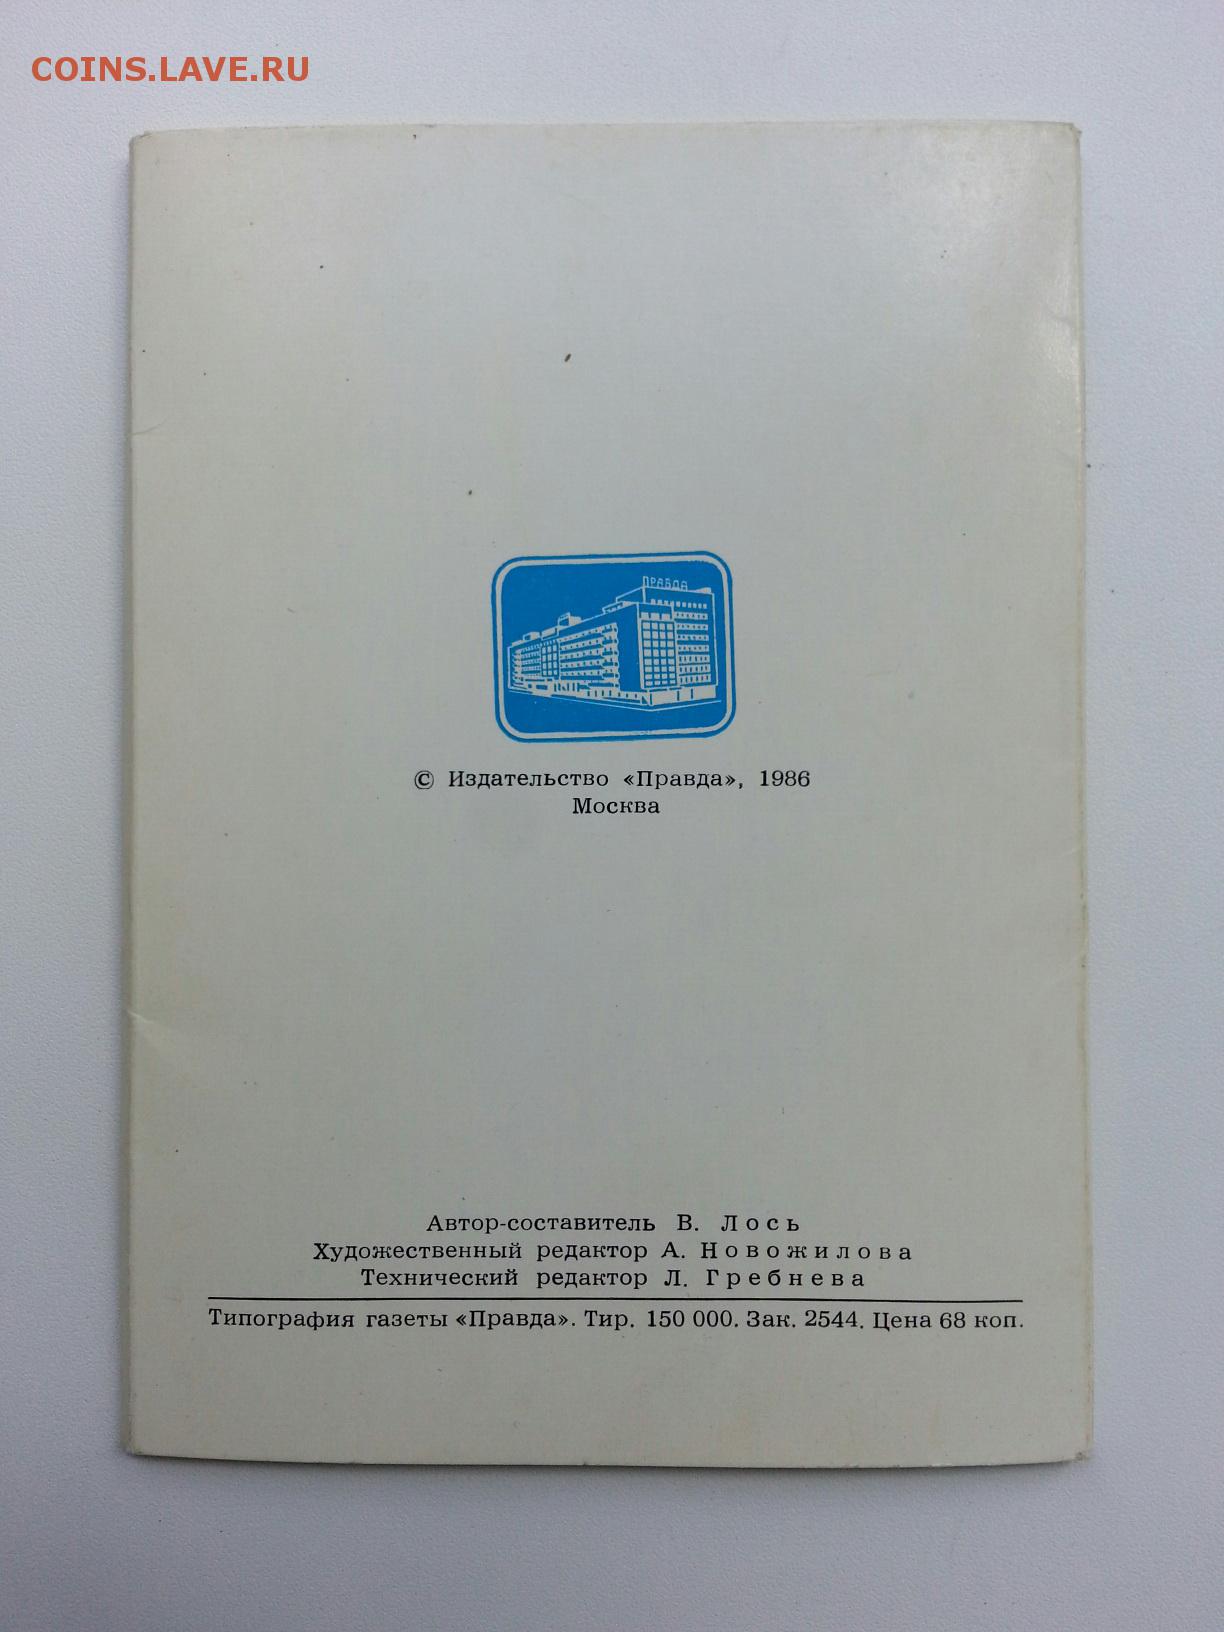 COINS.LAVE.RU
ПРАВДА
© Издательство «Правда», 1986
Москва
Автор-составитель В. Лось
Художественный редактор А. Новожилова
Технический редактор Л. Гребнева
Типография газеты «Правда». Тир. 150 000. Зак. 2544. Цена 68 коп.